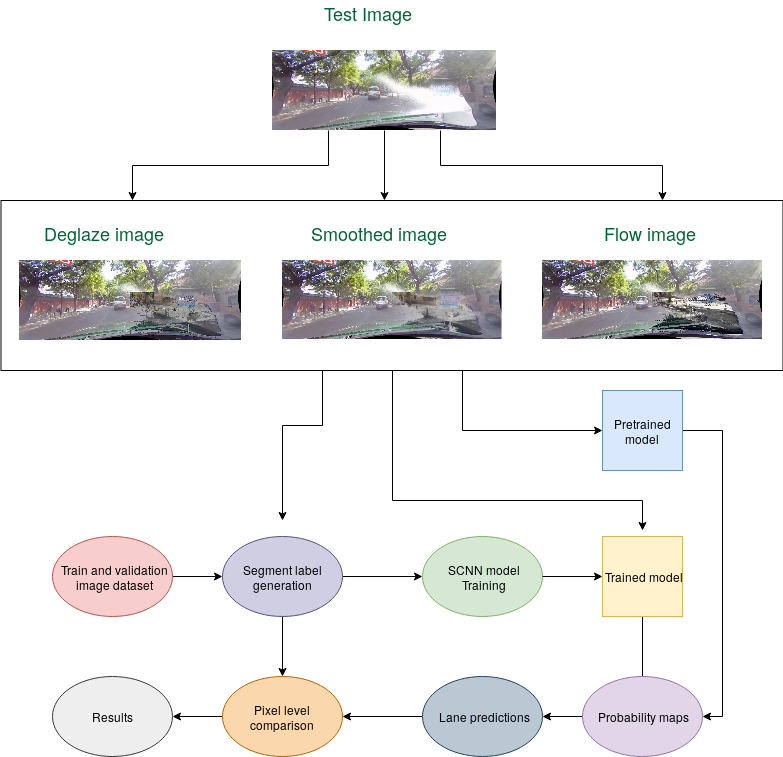 Test Image
Deglaze image
Smoothed image
Flow image
Pretrained
model
Train and validation
image dataset
Segment label
generation
SCNN model
Training
Trained model
Results
Pixel level
comparison
Lane predictions
Probability maps